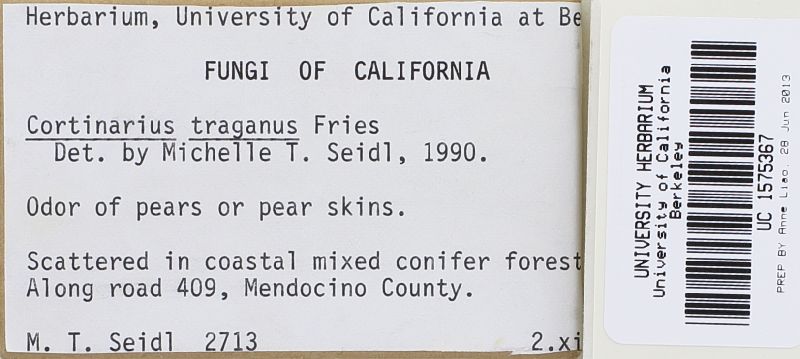 Herbarium, University of California at Be
FUNGI OF CALIFORNIA
Cortinarius traganus Fries
Det. by Michelle T. Seidl, 1990.
Odor of pears or pear skins.
Scattered in coastal mixed conifer forest
Along road 409, Mendocino County.
M. T. Seidl 2713 2.xi
UNIVERSITY HERBARIUM
University of California
Berkeley
UC 1575367
PREP BY Anne Liao, 28 Jun 2013